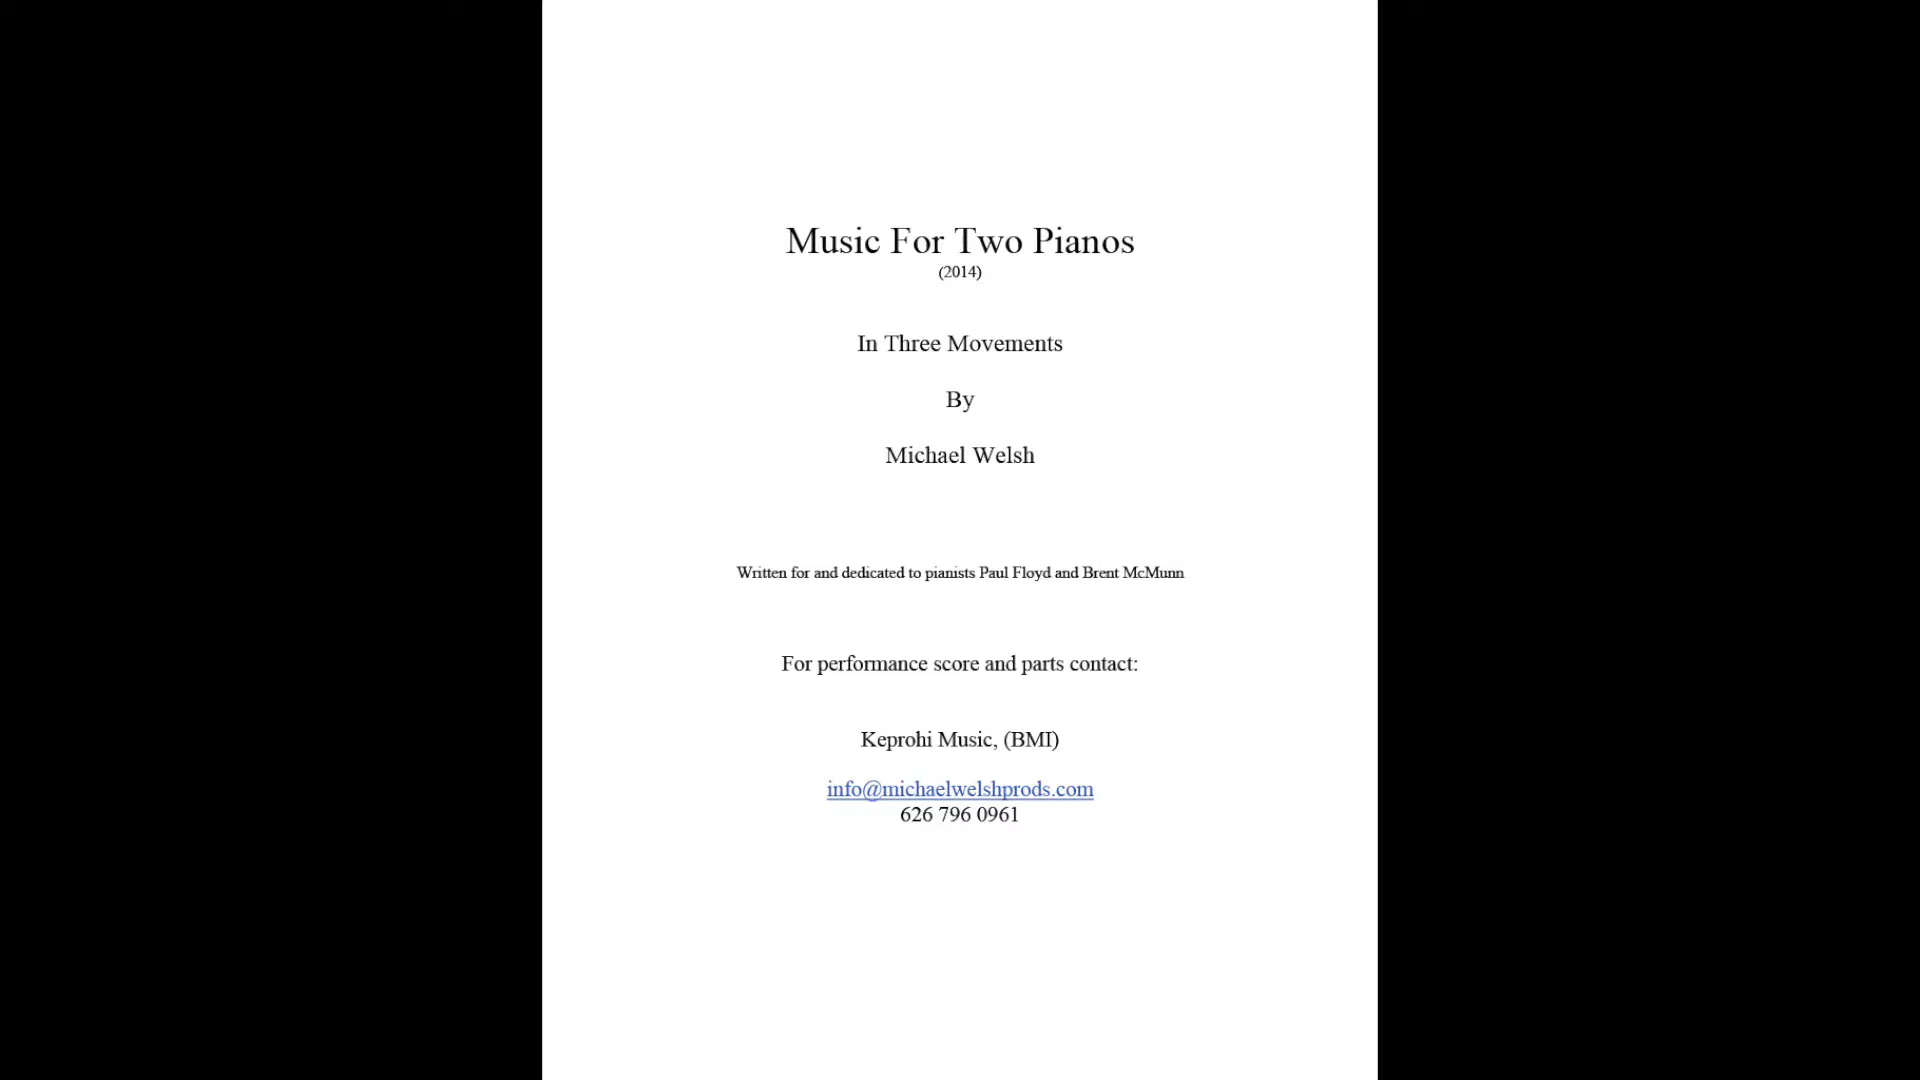 Music For Two Pianos
(2014)
In Three Movements
By
Michael Welsh
Written for and dedicated to pianists Paul Floyd and Brent McMunn
For performance score and parts contact:
Keprohi Music, (BMI)
info@michaelwelshprods.com
626 796 0961